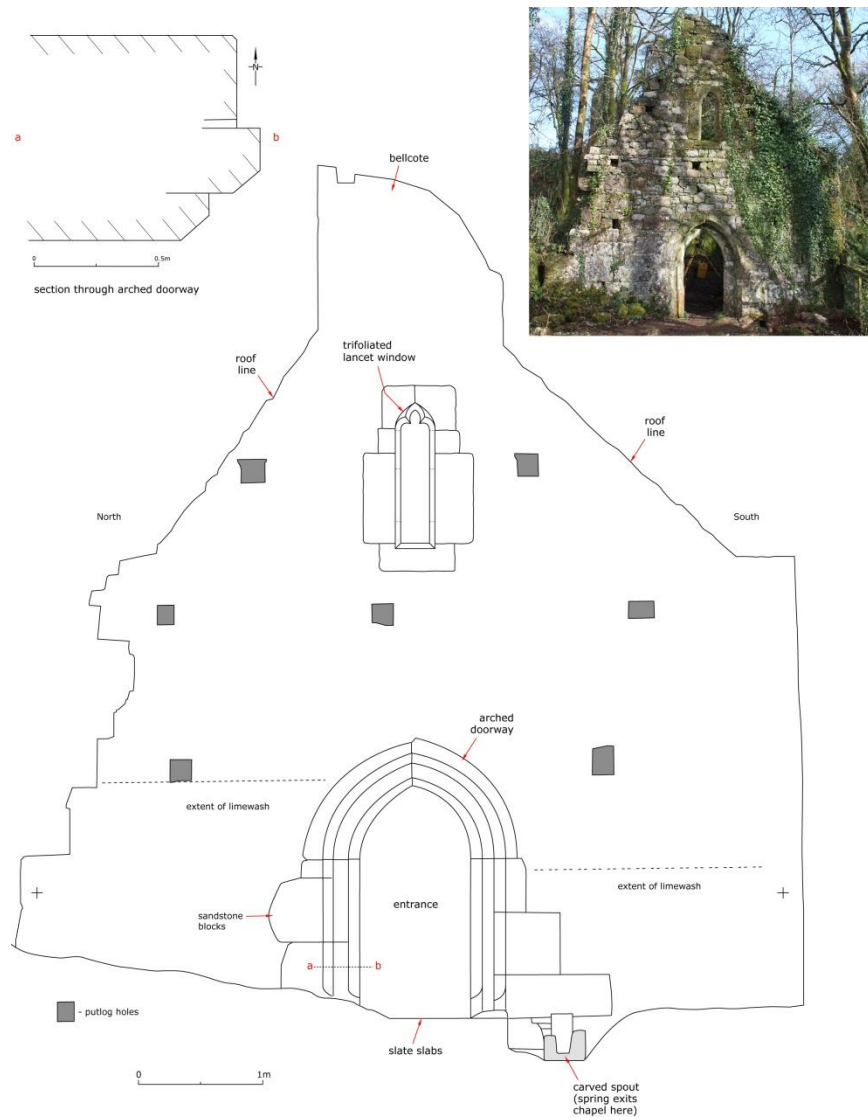 N
a
b
0
0.5m
section through arched doorway
bellcote
roof
line
trifoliated
lancet window
roof
line
North
South
arched
doorway
extent of limewash
extent of limewash
entrance
sandstone
blocks
a
b
- putlog holes
slate slabs
0
1m
carved spout
(spring exits
chapel here)